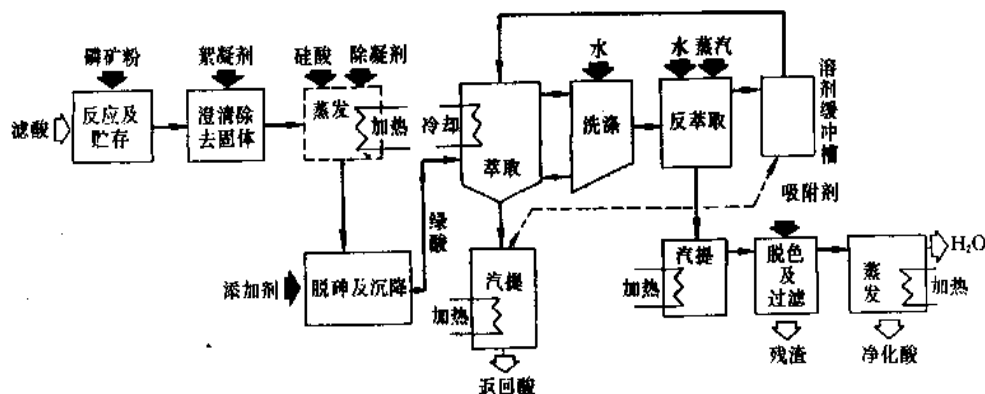 磷矿粉
絮凝剂
硅酸
除凝剂
水
水
蒸汽
滤酸
反应及
贮存
澄清除
去固体
蒸发
加热
冷却
萃取
洗涤
反萃取
溶剂缓冲槽
绿酸
吸附剂
添加剂
脱砷及沉降
汽提
加热
汽提
加热
脱色
及
过滤
蒸发
加热
H₂O
返回酸
残渣
净化酸